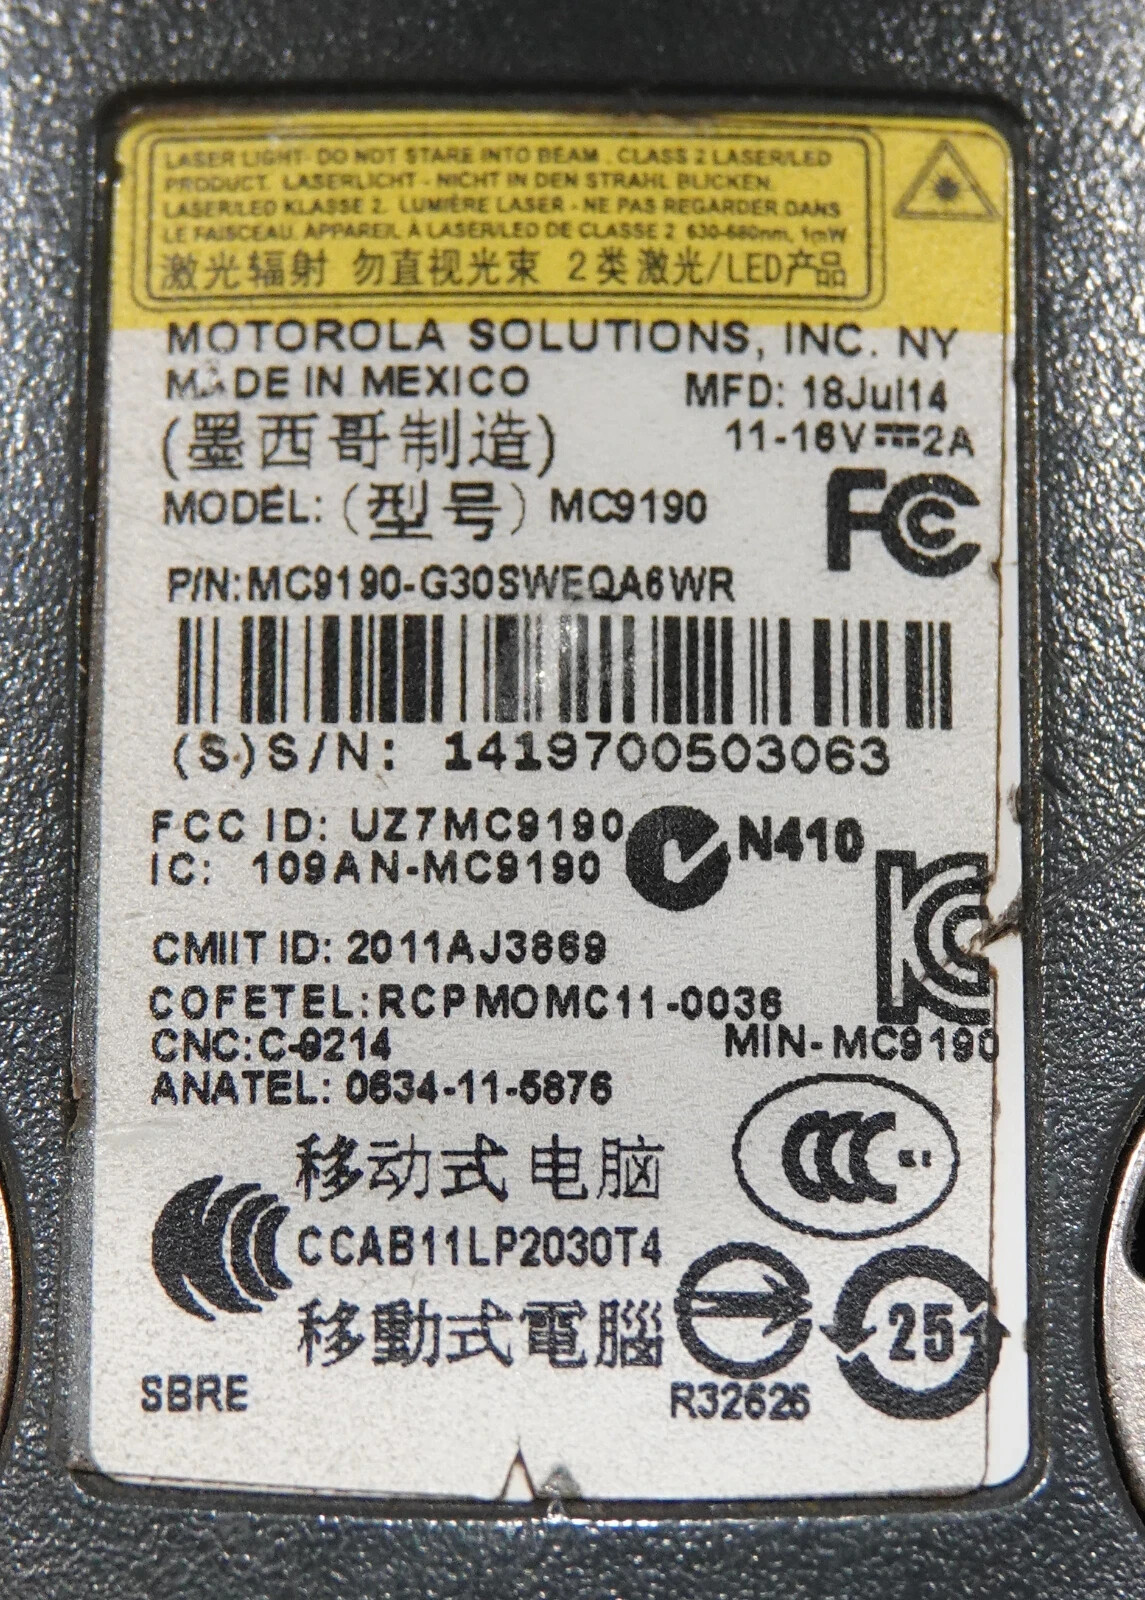 LASER LIGHT- DO NOT STARE INTO BEAM . CLASS 2 LASER/LED
PRODUCT. LASERLICHT - NICHT IN DEN STRAHL BLICKEN.
LASER/LED KLASSE 2. LUMIÈRE LASER - NE PAS REGARDER DANS
LE FAISCEAU. APPAREIL À LASER/LED DE CLASSE 2 630-680nm, 1mW
激光辐射 勿直视光束 2类激光/LED产品
MOTOROLA SOLUTIONS, INC. NY
MADE IN MEXICO MFD: 18Jul14
(墨西哥制造) 11-16V 2A
MODEL: (型号) MC9190 FC
P/N:MC9190-G30SWEQA6WR
(S)S/N: 1419700503063
FCC ID: UZ7MC9190 N410
IC: 109AN-MC9190
CMIIT ID: 2011AJ3869
COFETEL:RCPMOMC11-0036
CNC:C-9214 MIN-MC9190
ANATEL: 0634-11-5876
移动式 电脑 CCC
CCAB11LP2030T4
移動式電腦 25
SBRE R32626